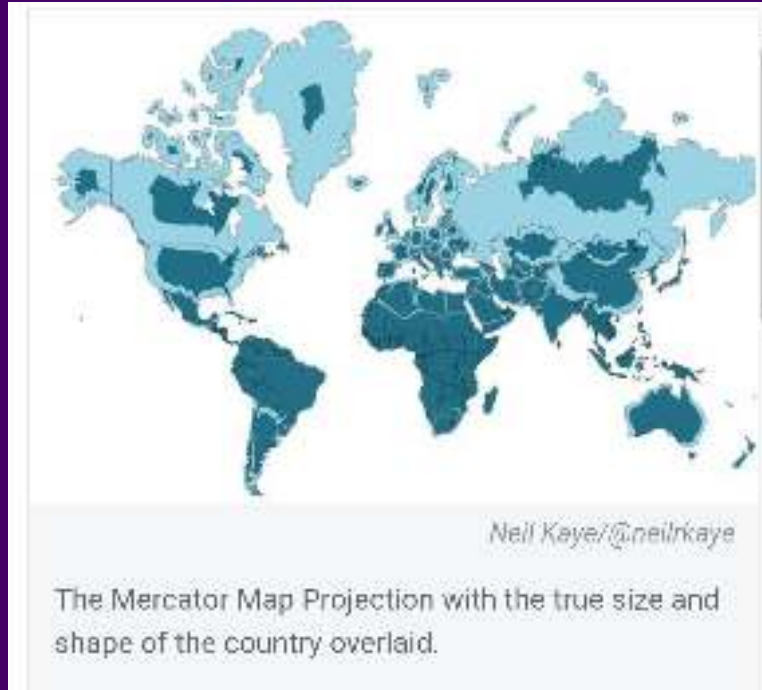 Neil Kaye/@neilrkaye
The Mercator Map Projection with the true size and
shape of the country overlaid.